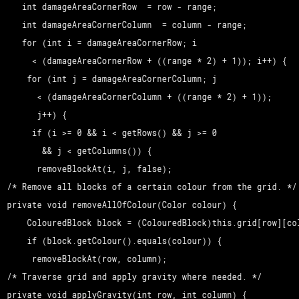 int damageAreaCornerRow  = row - range;
int damageAreaCornerColumn  = column - range;
for (int i = damageAreaCornerRow; i
< (damageAreaCornerRow + ((range * 2) + 1)); i++) {
for (int j = damageAreaCornerColumn; j
< (damageAreaCornerColumn + ((range * 2) + 1));
j++) {
if (i >= 0 && i < getRows() && j >= 0
&& j < getColumns()) {
removeBlockAt(i, j, false);
/* Remove all blocks of a certain colour from the grid. */
private void removeAllOfColour(Color colour) {
ColouredBlock block = (ColouredBlock)this.grid[row][col
if (block.getColour().equals(colour)) {
removeBlockAt(row, column);
/* Traverse grid and apply gravity where needed. */
private void applyGravity(int row, int column) {